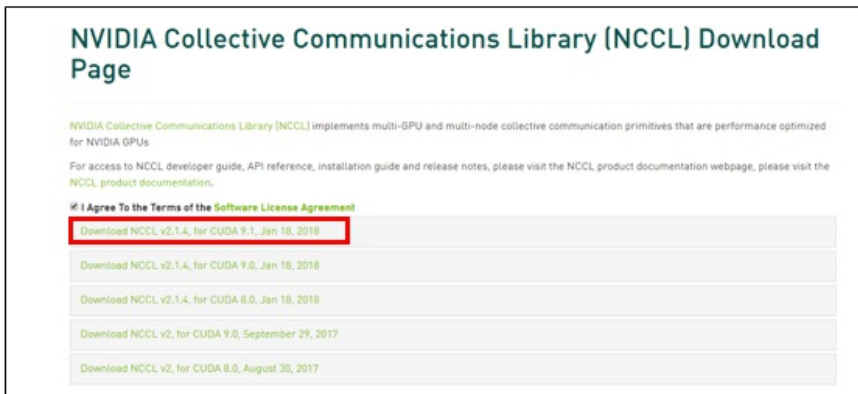 NVIDIA Collective Communications Library (NCCL) Download
Page
NVIDIA Collective Communications Library (NCCL) implements multi-GPU and multi-node collective communication primitives that are performance optimized
for NVIDIA GPUs
For access to NCCL developer guide, API reference, installation guide and release notes, please visit the NCCL product documentation webpage, please visit the
NCCL product documentation.
I Agree To the Terms of the Software License Agreement
Download NCCL v2.1.4, for CUDA 9.1, Jan 18, 2018
Download NCCL v2.1.4, for CUDA 9.0, Jan 18, 2018
Download NCCL v2.1.4, for CUDA 8.0, Jan 18, 2018
Download NCCL v2, for CUDA 9.0, September 29, 2017
Download NCCL v2, for CUDA 8.0, August 30, 2017